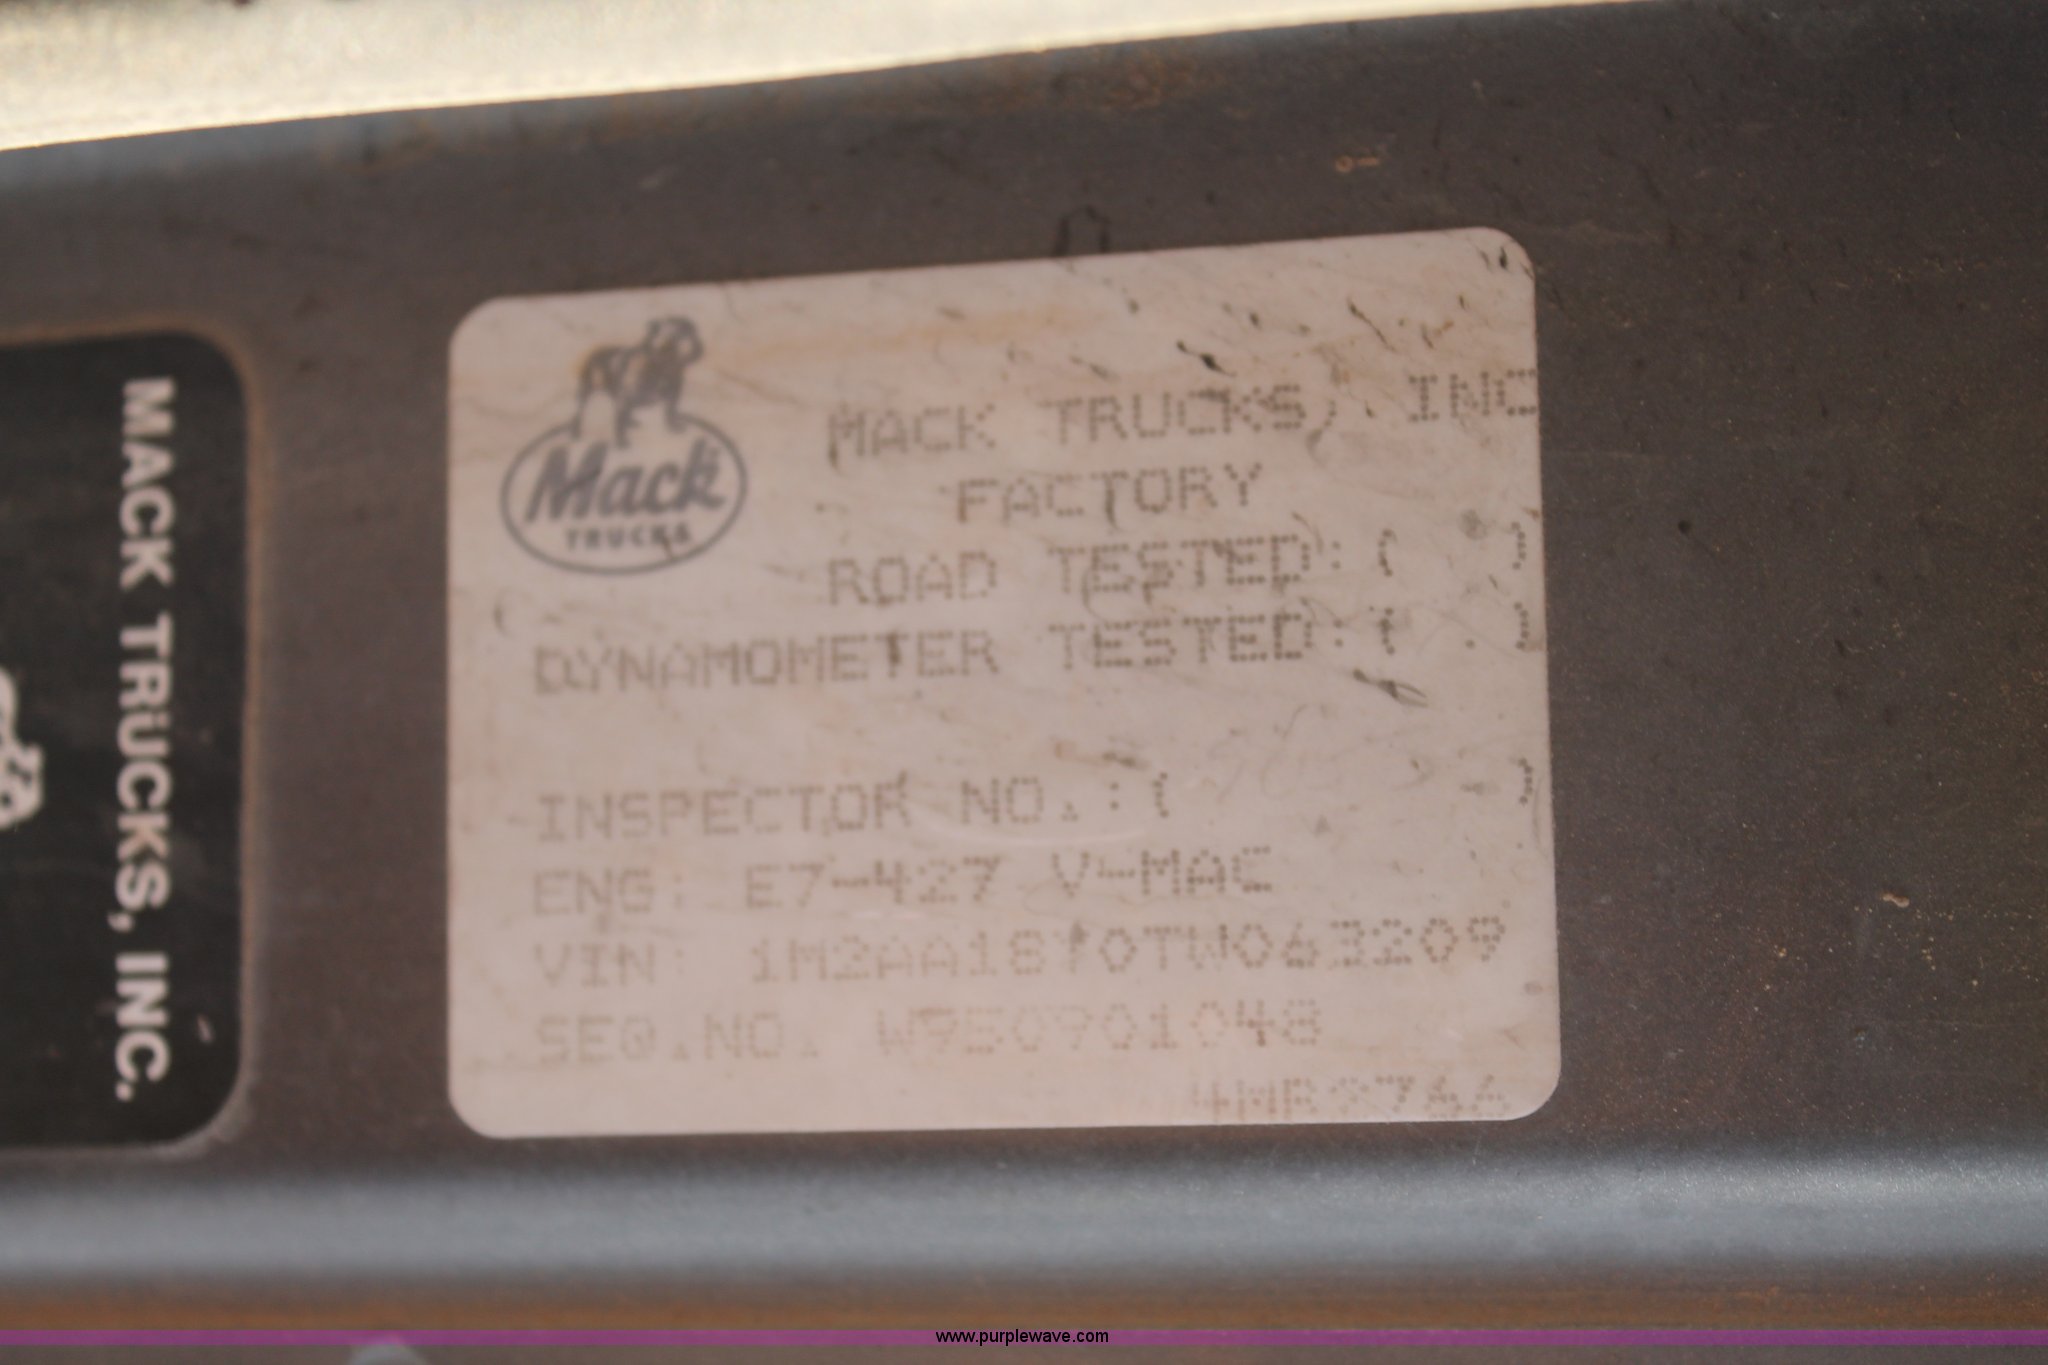 MACK TRUCKS, INC.
Mack
TRUCKS
MACK TRUCKS, INC
FACTORY
ROAD TESTED:( )
DYNAMOMETER TESTED:( )
INSPECTOR NO.:( )
ENG: E7-427 V-MAC
VIN: 1M2AA18Y0TW063209
SEQ.NO. W950901048
4MR3766
www.purplewave.com